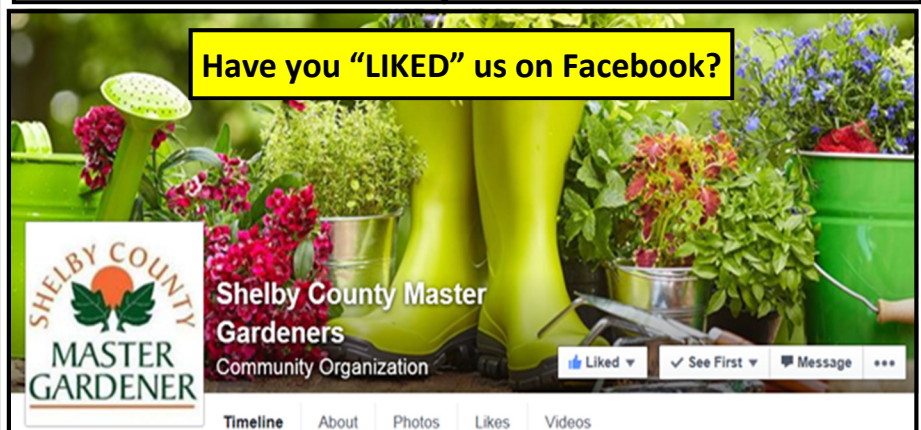 Have you “LIKED” us on Facebook?
SHELBY COUNTY
MASTER
GARDENER
Shelby County Master
Gardeners
Community Organization
Liked
See First
Message
Timeline About Photos Likes Videos